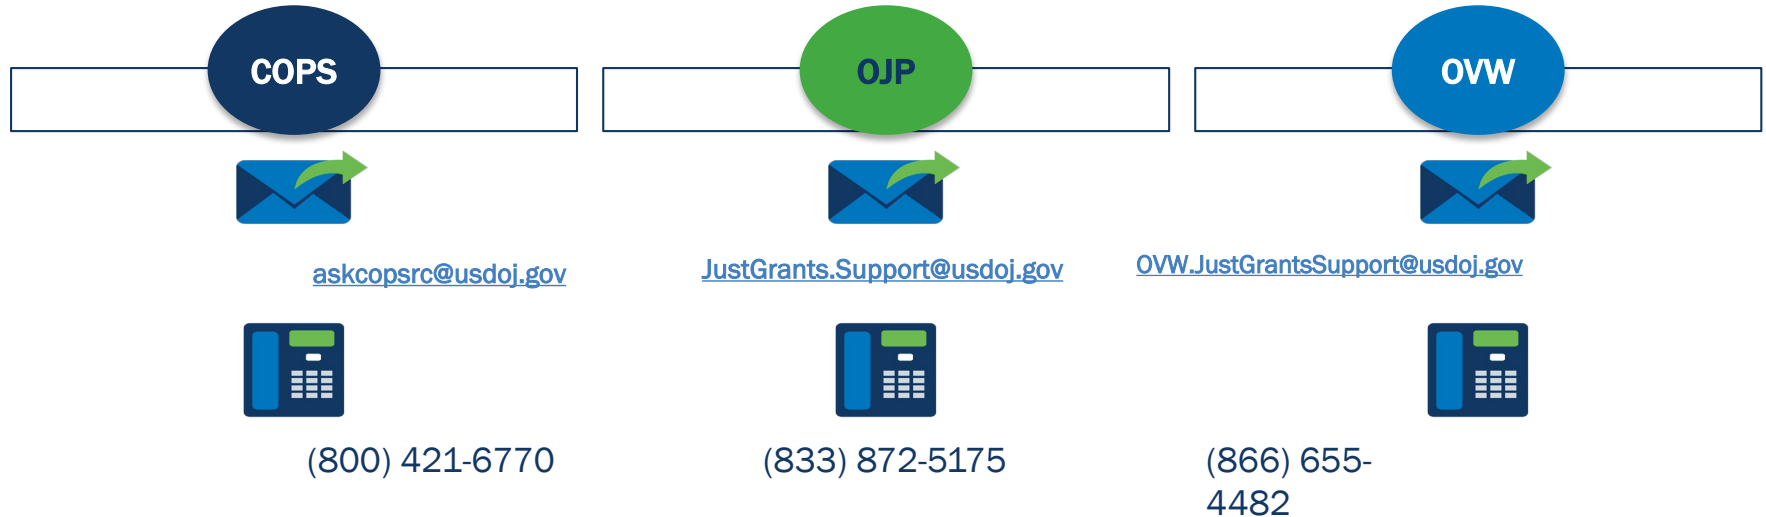 COPS
OJP
OVW
askcopsrc@usdoj.gov
JustGrants.Support@usdoj.gov
OVW.JustGrantsSupport@usdoj.gov
(800) 421-6770
(833) 872-5175
(866) 655-
4482